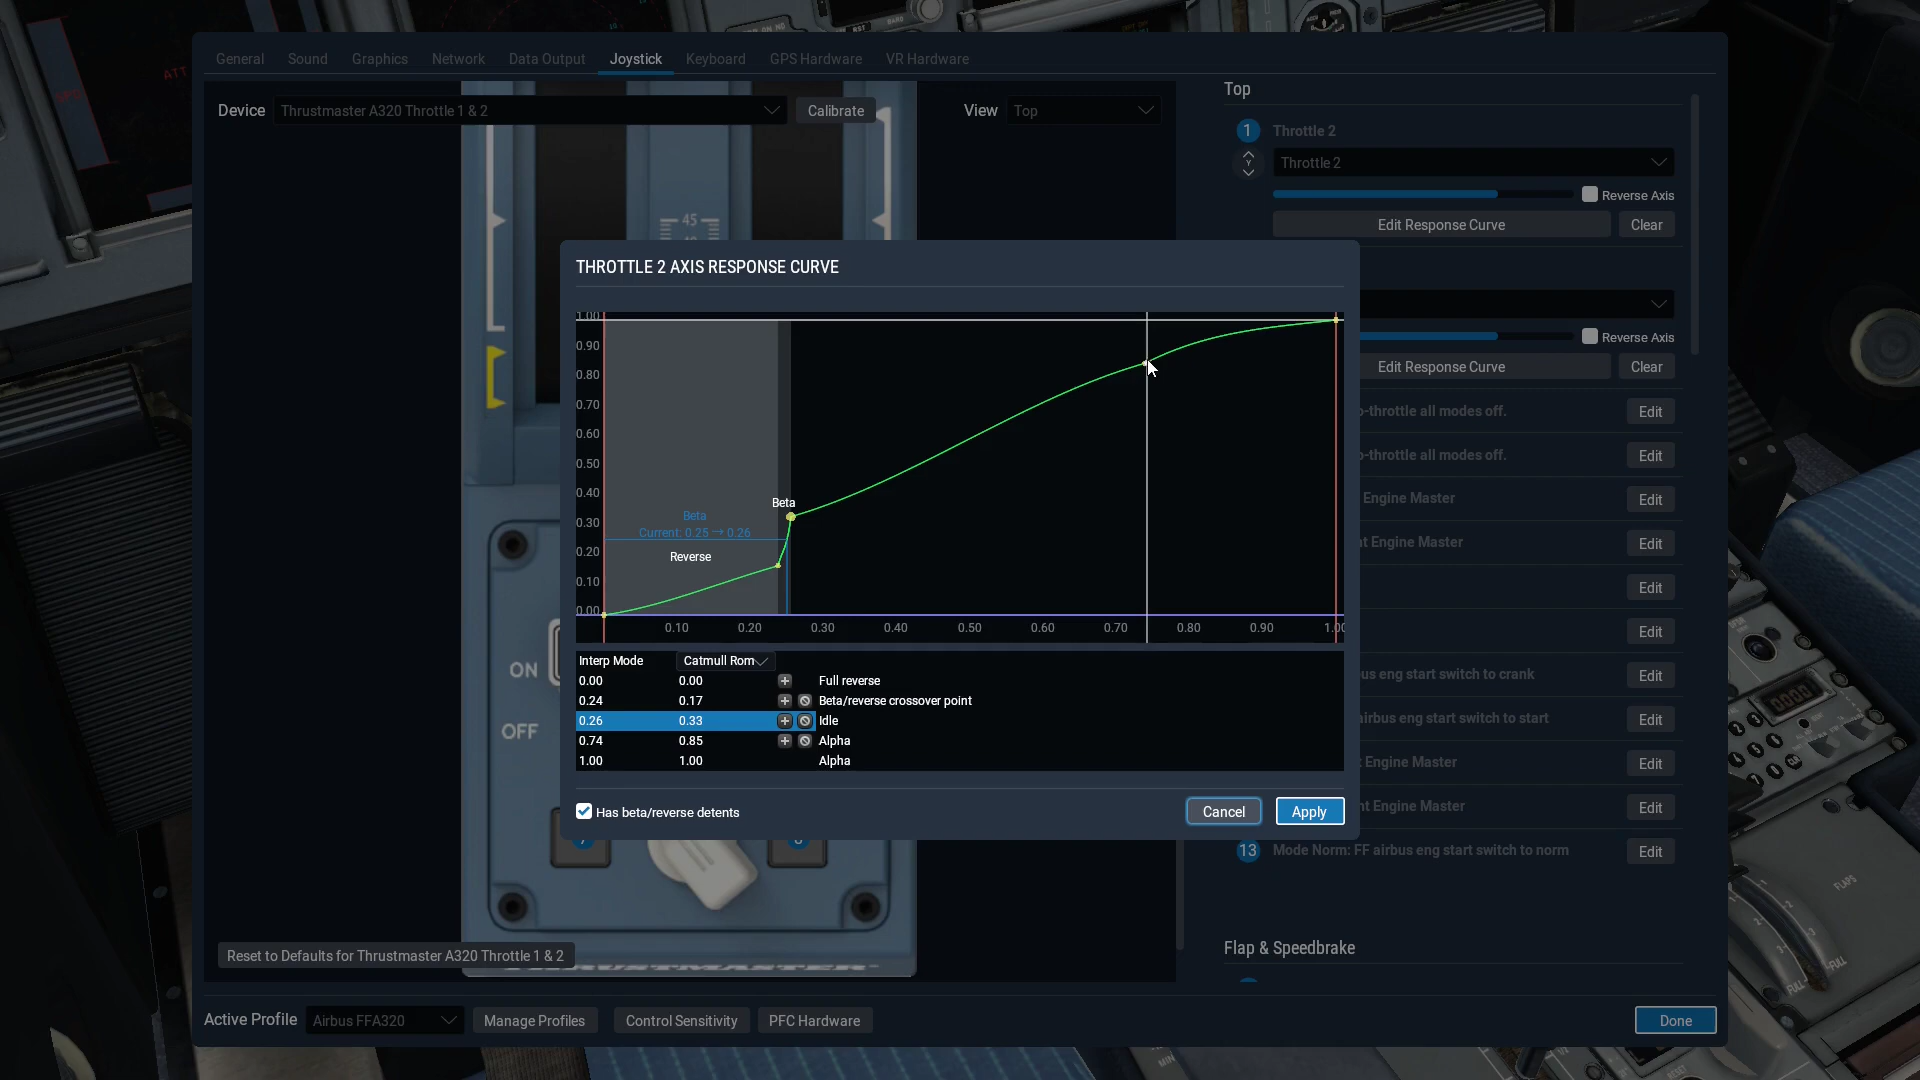 General Sound Graphics Network Data Output Joystick Keyboard GPS Hardware VR Hardware
Device Thrustmaster A320 Throttle 1 & 2 Calibrate View Top
Top
1 Throttle 2
Y Throttle 2
Reverse Axis
Edit Response Curve Clear
45
THROTTLE 2 AXIS RESPONSE CURVE
Reverse Axis
Edit Response Curve Clear
1.00
0.90
0.80
0.70
0.60
0.50
0.40
0.30
0.20
0.10
0.00
Beta
Beta
Current: 0.25 → 0.26
Reverse
0.10 0.20 0.30 0.40 0.50 0.60 0.70 0.80 0.90 1.00
Interp Mode Catmull Rom
0.00 0.00 + Full reverse
0.24 0.17 + Beta/reverse crossover point
0.26 0.33 + Idle
0.74 0.85 + Alpha
1.00 1.00 Alpha
Has beta/reverse detents Cancel Apply
o-throttle all modes off. Edit
o-throttle all modes off. Edit
Engine Master Edit
t Engine Master Edit
Edit
Edit
us eng start switch to crank Edit
airbus eng start switch to start Edit
Engine Master Edit
nt Engine Master Edit
13 Mode Norm: FF airbus eng start switch to norm Edit
ON
OFF
7
8
Flap & Speedbrake
Reset to Defaults for Thrustmaster A320 Throttle 1 & 2
Active Profile Airbus FFA320 Manage Profiles Control Sensitivity PFC Hardware Done
ATT
FLAPS
FULL
FULL